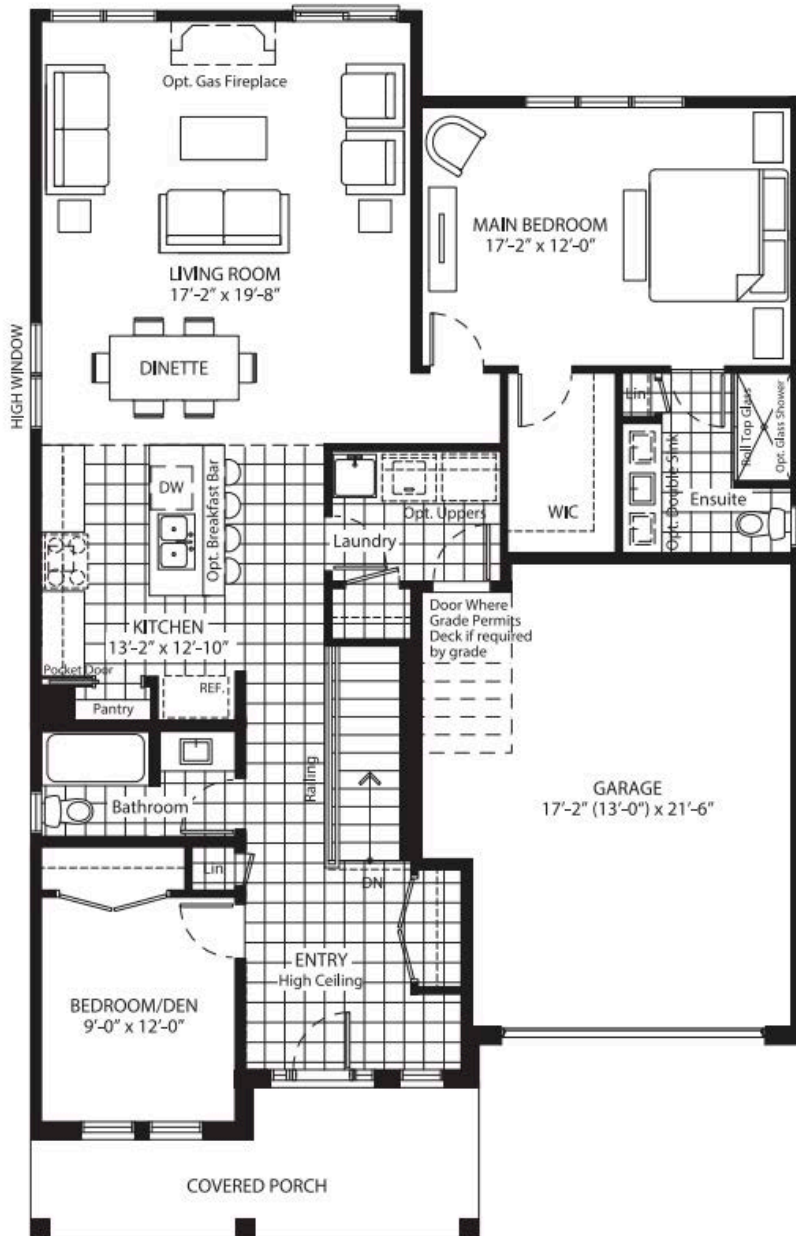 Opt. Gas Fireplace
MAIN BEDROOM
17'-2" x 12'-0"
LIVING ROOM
17'-2" x 19'-8"
HIGH WINDOW
DINETTE
Lin
Roll Top Glass
Opt. Glass Shower
DW
Opt. Breakfast Bar
Opt. Uppers
WIC
Opt. Double Sink
Ensuite
Laundry
Door Where
Grade Permits
Deck if required
by grade
KITCHEN
13'-2" x 12'-10"
Pocket Door
REF.
Pantry
Railing
GARAGE
17'-2" (13'-0") x 21'-6"
Bathroom
Lin
DN
ENTRY
High Ceiling
BEDROOM/DEN
9'-0" x 12'-0"
COVERED PORCH